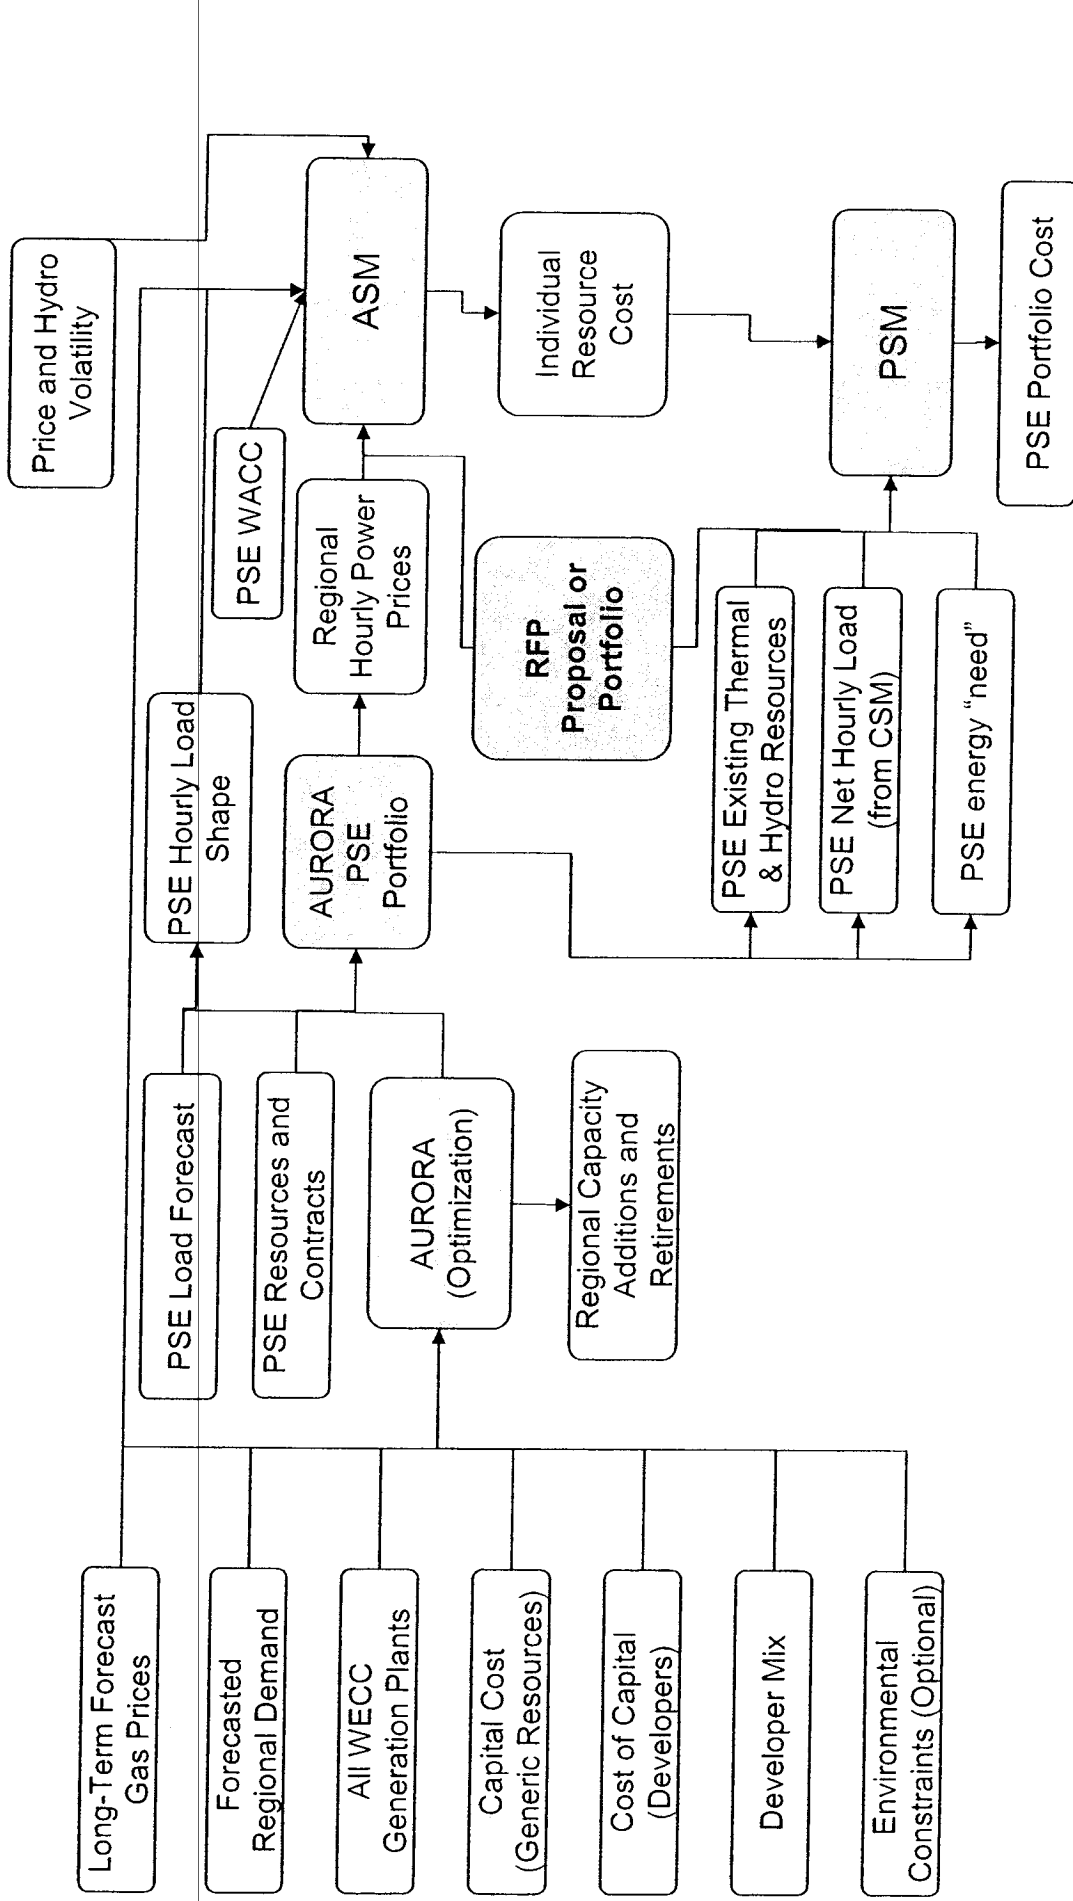 Long-Term Forecast
Gas Prices
Forecasted
Regional Demand
All WECC
Generation Plants
Capital Cost
(Generic Resources)
Cost of Capital
(Developers)
Developer Mix
Environmental
Constraints (Optional)
PSE Load Forecast
PSE Resources and
Contracts
AURORA
(Optimization)
Regional Capacity
Additions and
Retirements
PSE Hourly Load
Shape
AURORA
PSE
Portfolio
PSE WACC
Regional
Hourly Power
Prices
RFP
Proposal or
Portfolio
PSE Existing Thermal
& Hydro Resources
PSE Net Hourly Load
(from CSM)
PSE energy “need”
Price and Hydro
Volatility
ASM
Individual
Resource
Cost
PSM
PSE Portfolio Cost